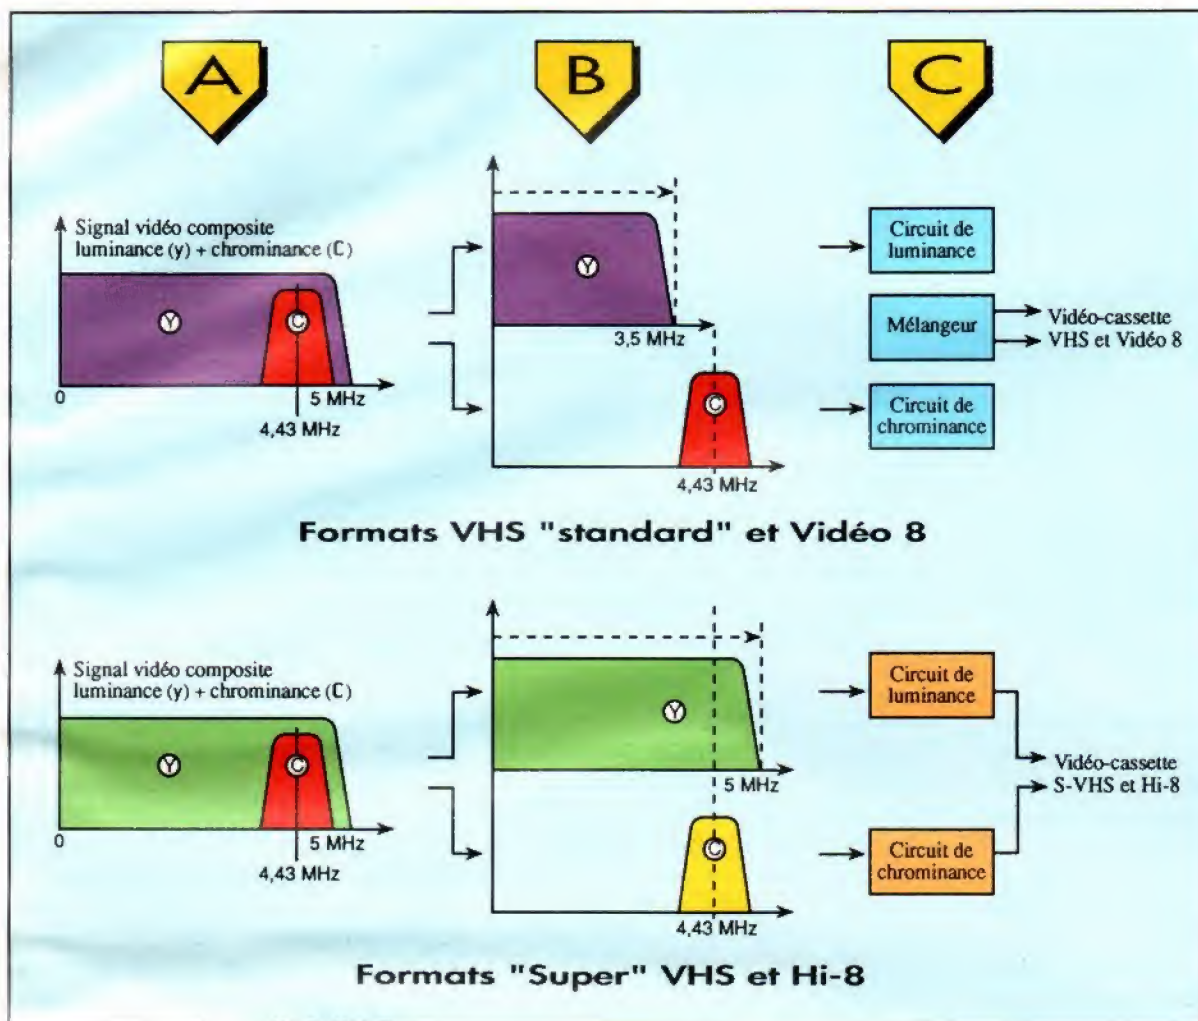 A
B
C
Signal vidéo composite
luminance (y) + chrominance (C)
Y
C
0
5 MHz
4,43 MHz
Y
3,5 MHz
C
4,43 MHz
Circuit de
luminance
Mélangeur
Circuit de
chrominance
Vidéo-cassette
VHS et Vidéo 8
Formats VHS "standard" et Vidéo 8
Signal vidéo composite
luminance (y) + chrominance (C)
Y
C
0
5 MHz
4,43 MHz
Y
5 MHz
C
4,43 MHz
Circuit de
luminance
Circuit de
chrominance
Vidéo-cassette
S-VHS et Hi-8
Formats "Super" VHS et Hi-8